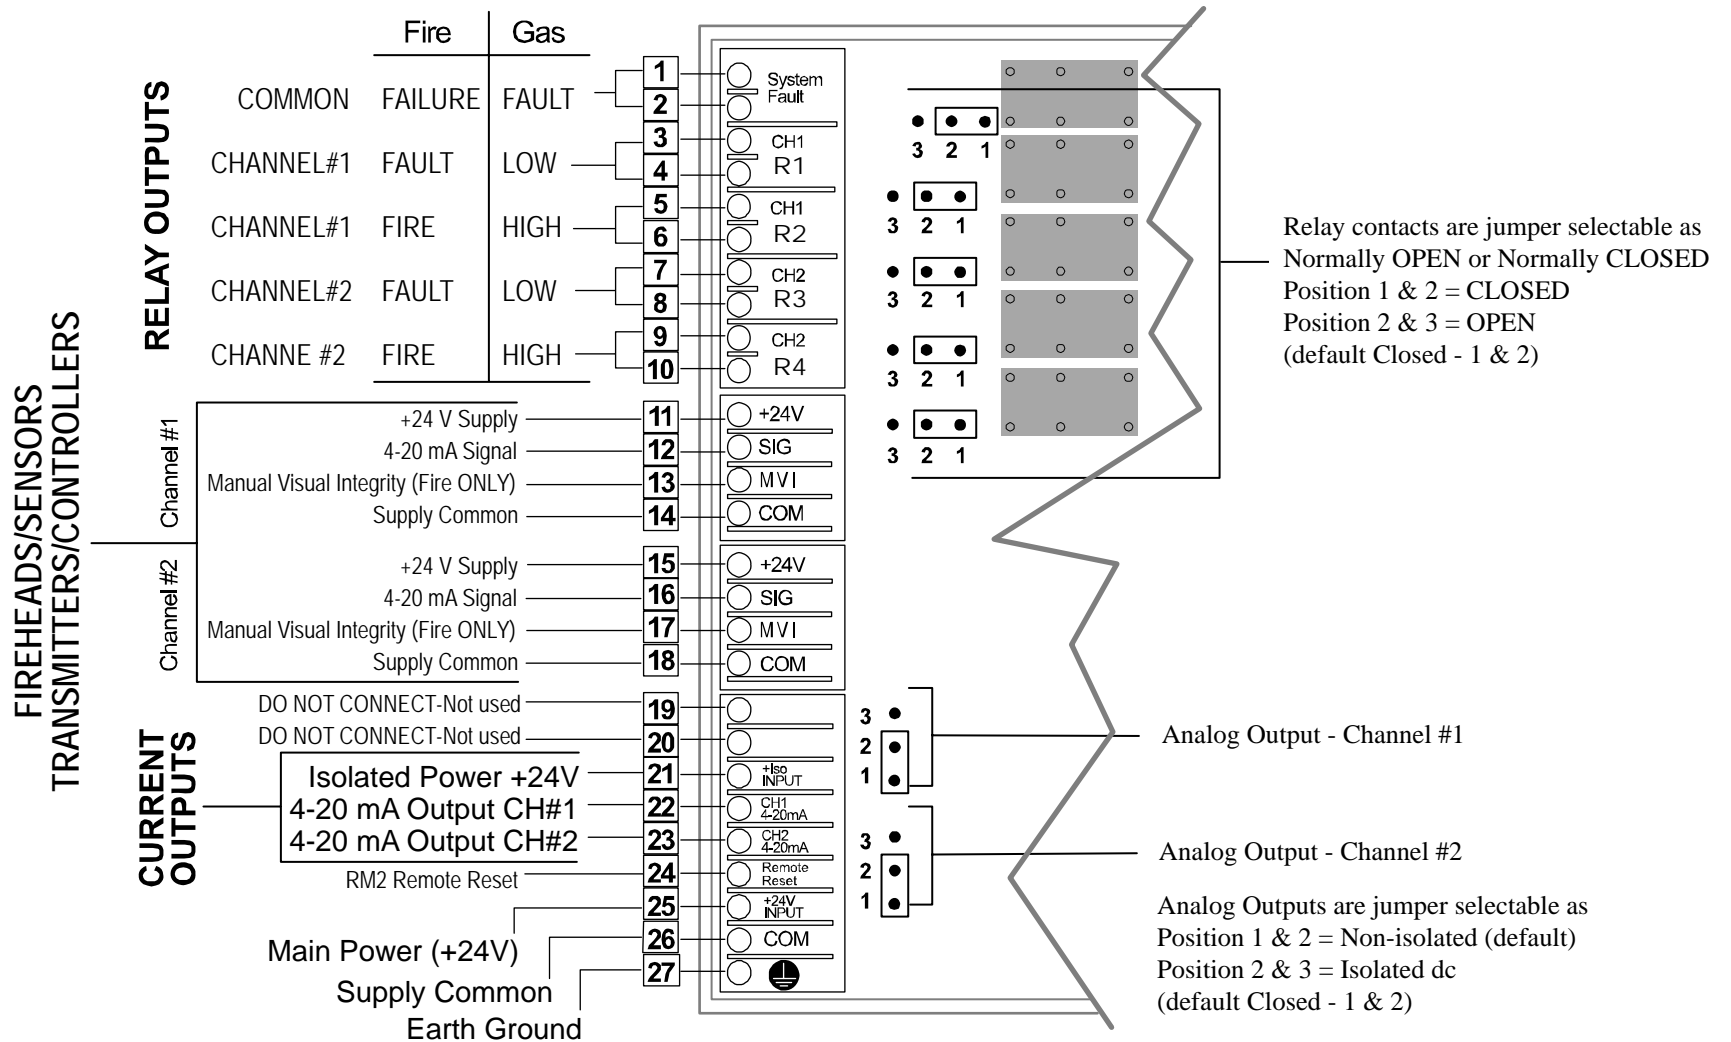 Fire Gas
RELAY OUTPUTS
COMMON FAILURE FAULT
CHANNEL#1 FAULT LOW
CHANNEL#1 FIRE HIGH
CHANNEL#2 FAULT LOW
CHANNE #2 FIRE HIGH
1
2
3
4
5
6
7
8
9
10
System
Fault
CH1
R1
CH1
R2
CH2
R3
CH2
R4
3 2 1
3 2 1
3 2 1
3 2 1
3 2 1
Relay contacts are jumper selectable as
Normally OPEN or Normally CLOSED
Position 1 & 2 = CLOSED
Position 2 & 3 = OPEN
(default Closed - 1 & 2)
FIREHEADS/SENSORS
TRANSMITTERS/CONTROLLERS
Channel #1
+24 V Supply 11 +24V
4-20 mA Signal 12 SIG
Manual Visual Integrity (Fire ONLY) 13 MVI
Supply Common 14 COM
Channel #2
+24 V Supply 15 +24V
4-20 mA Signal 16 SIG
Manual Visual Integrity (Fire ONLY) 17 MVI
Supply Common 18 COM
DO NOT CONNECT-Not used 19
DO NOT CONNECT-Not used 20
CURRENT
OUTPUTS
Isolated Power +24V 21 +Iso
INPUT
4-20 mA Output CH#1 22 CH1
4-20mA
4-20 mA Output CH#2 23 CH2
4-20mA
RM2 Remote Reset 24 Remote
Reset
Main Power (+24V) 25 +24V
INPUT
Supply Common 26 COM
Earth Ground 27
3
2
1
Analog Output - Channel #1
3
2
1
Analog Output - Channel #2
Analog Outputs are jumper selectable as
Position 1 & 2 = Non-isolated (default)
Position 2 & 3 = Isolated dc
(default Closed - 1 & 2)